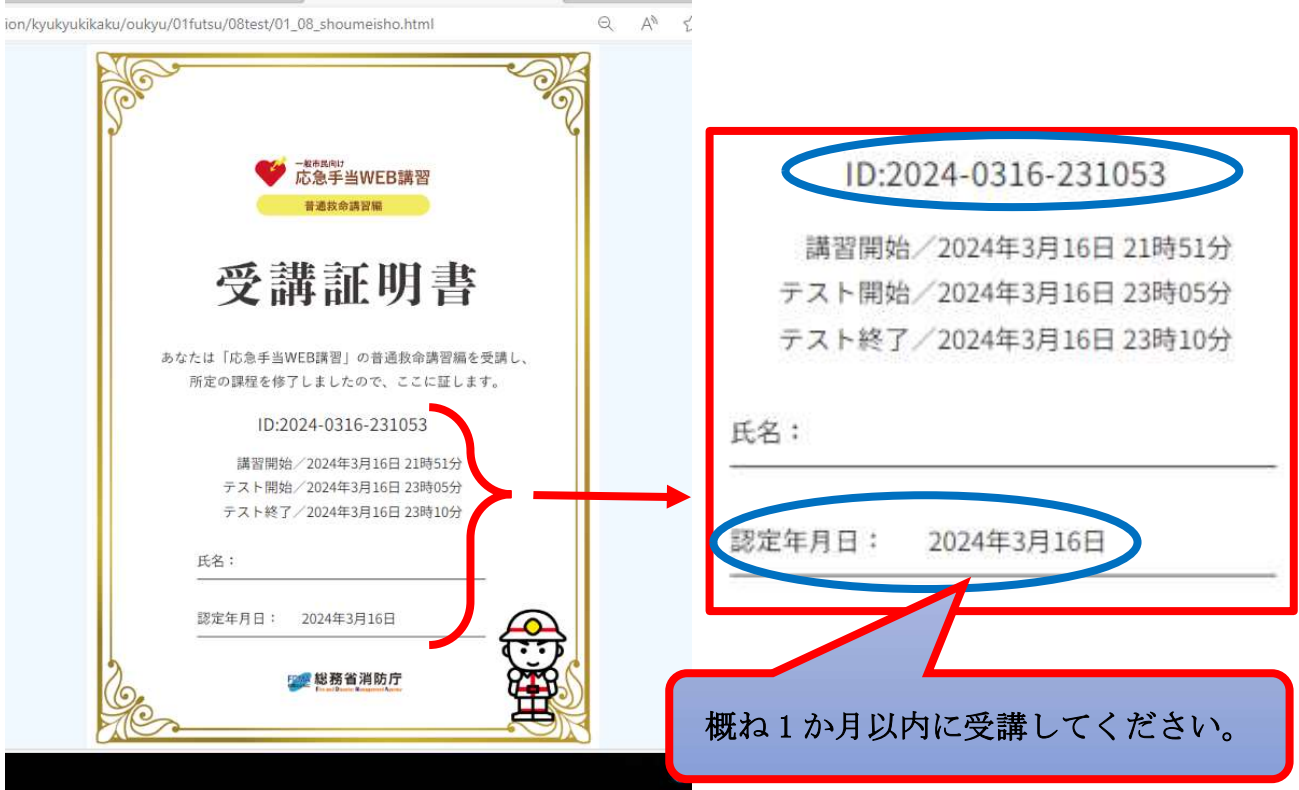 ion/kyukyukikaku/oukyu/01futsu/08test/01_08_shoumeisho.html
一般市民向け
応急手当WEB講習
普通救命講習編
受講証明書
あなたは「応急手当WEB講習」の普通救命講習編を受講し、
所定の課程を修了しましたので、ここに証します。
ID:2024-0316-231053
講習開始／2024年3月16日 21時51分
テスト開始／2024年3月16日 23時05分
テスト終了／2024年3月16日 23時10分
氏名：
認定年月日： 2024年3月16日
総務省消防庁
Fire and Disaster Management Agency
ID:2024-0316-231053
講習開始／2024年3月16日 21時51分
テスト開始／2024年3月16日 23時05分
テスト終了／2024年3月16日 23時10分
氏名：
認定年月日： 2024年3月16日
概ね１か月以内に受講してください。